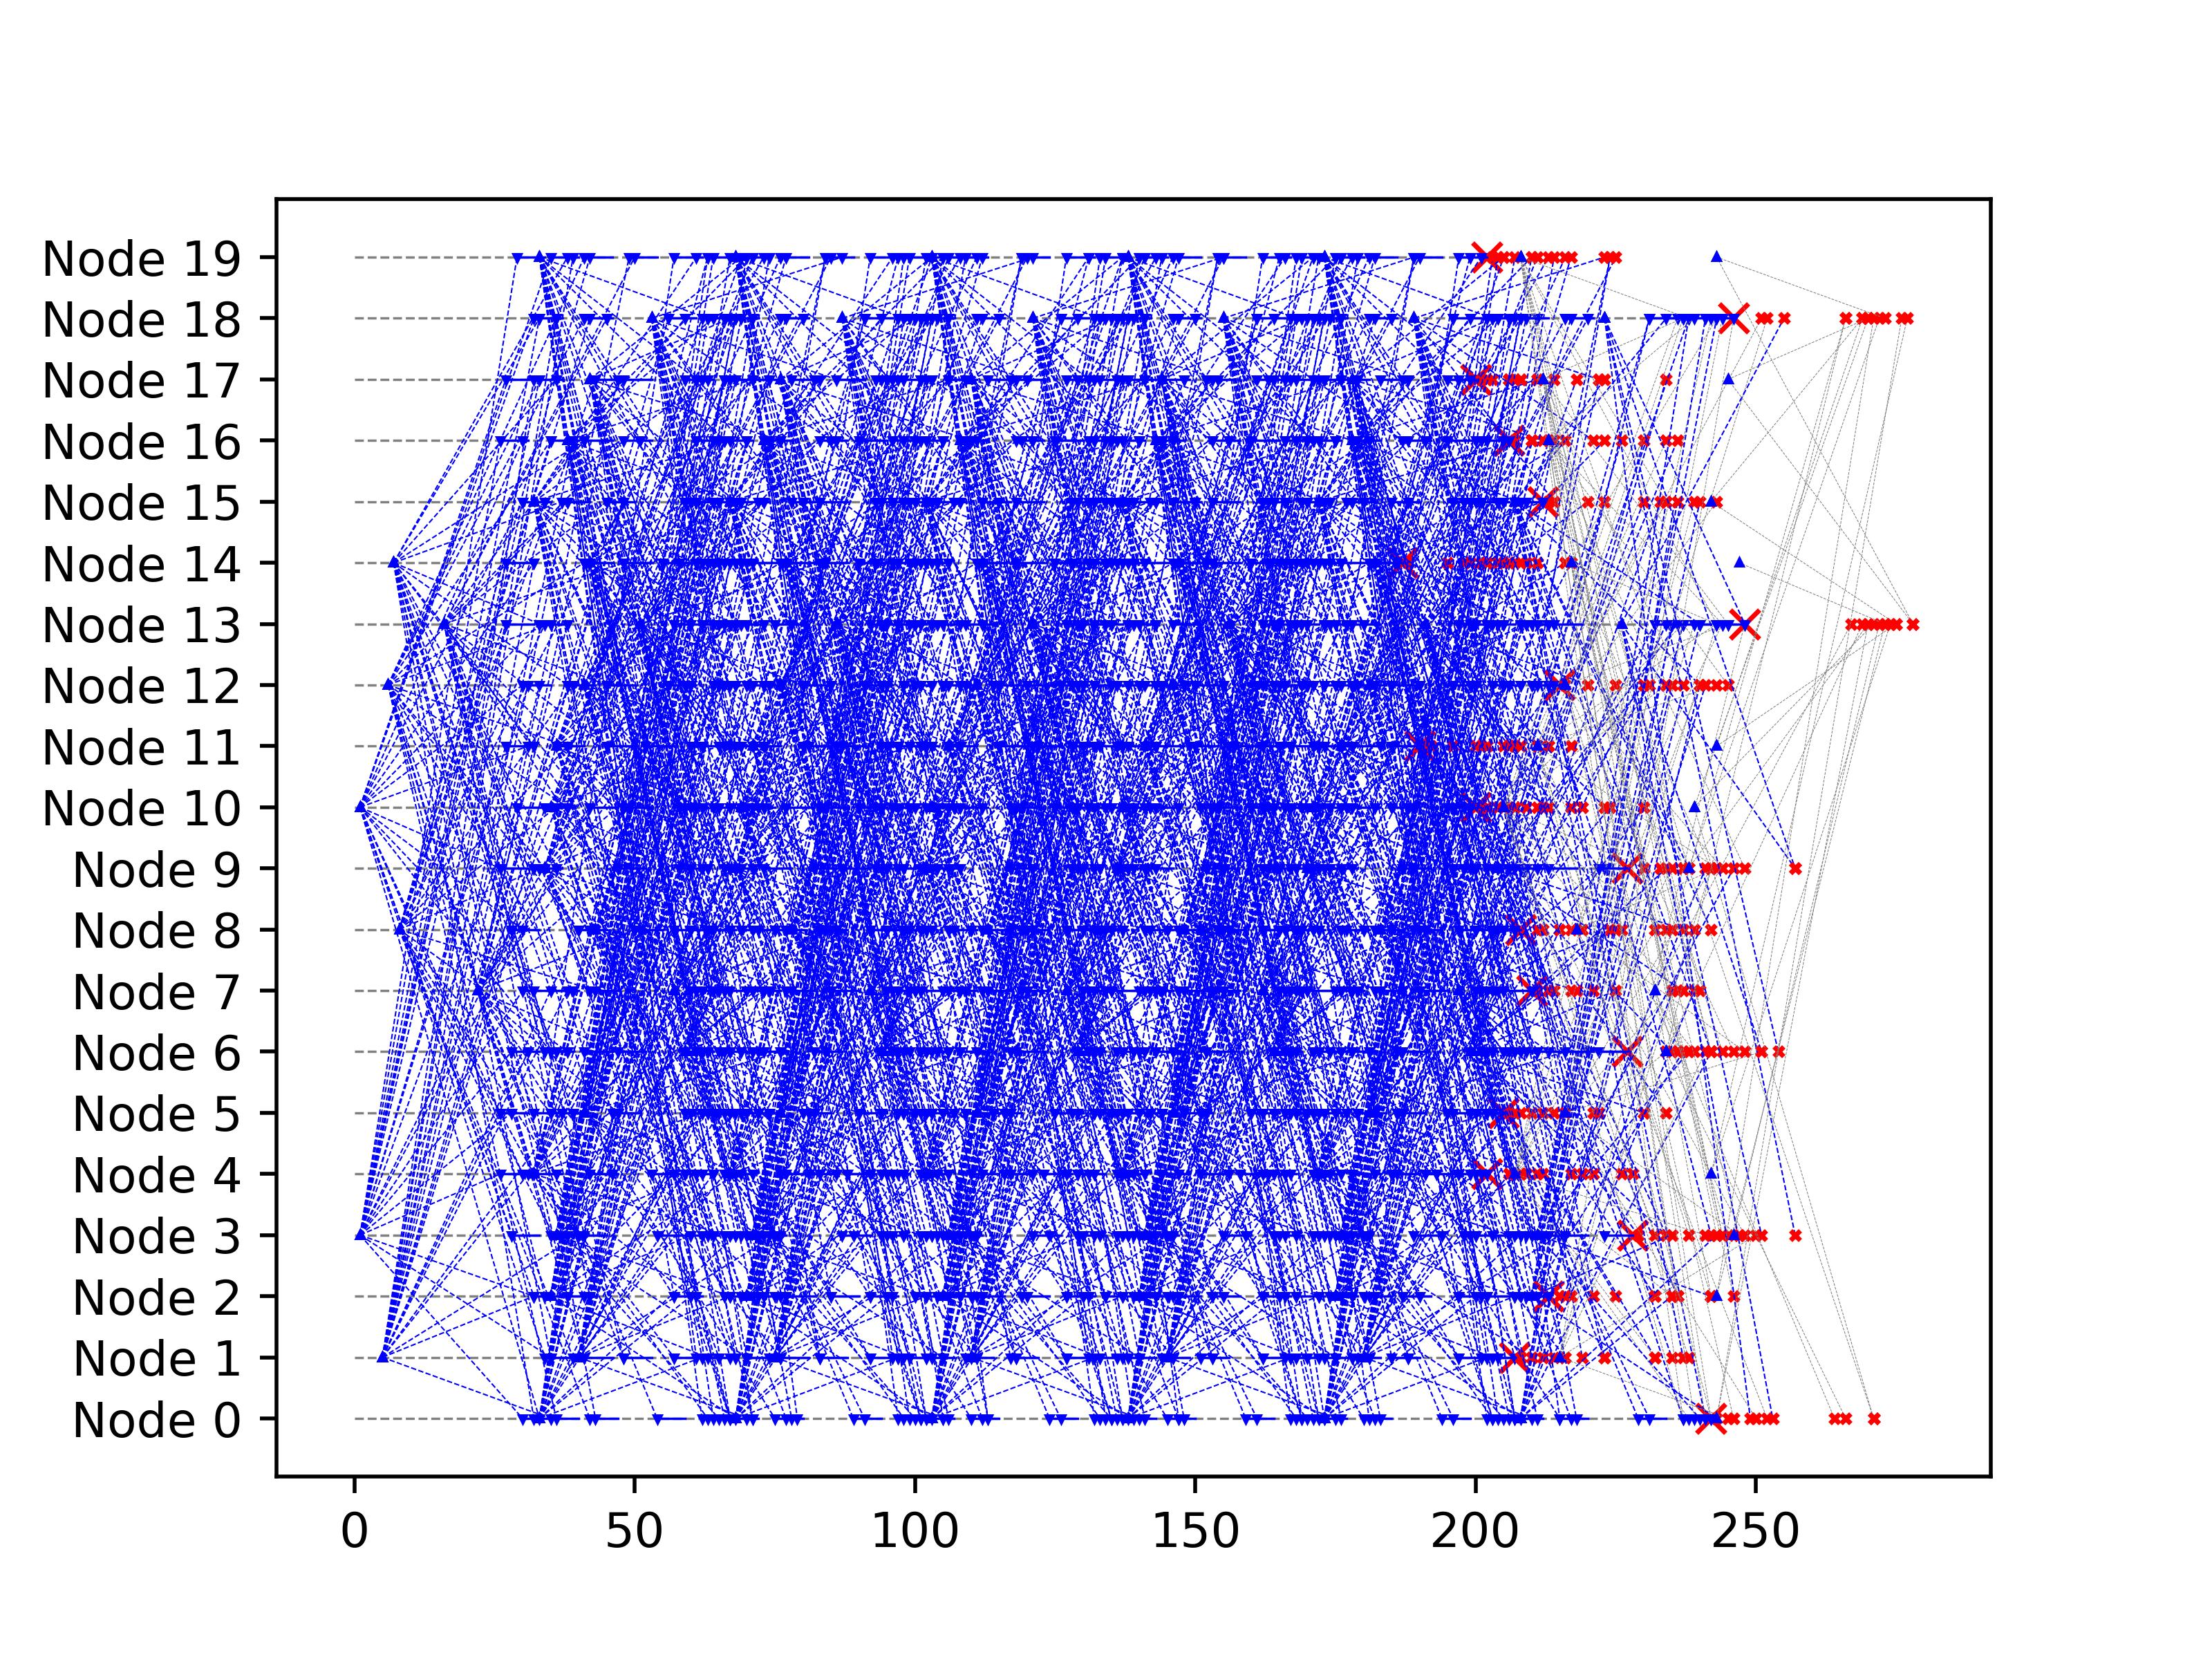 Node 19
Node 18
Node 17
Node 16
Node 15
Node 14
Node 13
Node 12
Node 11
Node 10
Node 9
Node 8
Node 7
Node 6
Node 5
Node 4
Node 3
Node 2
Node 1
Node 0
0 50 100 150 200 250